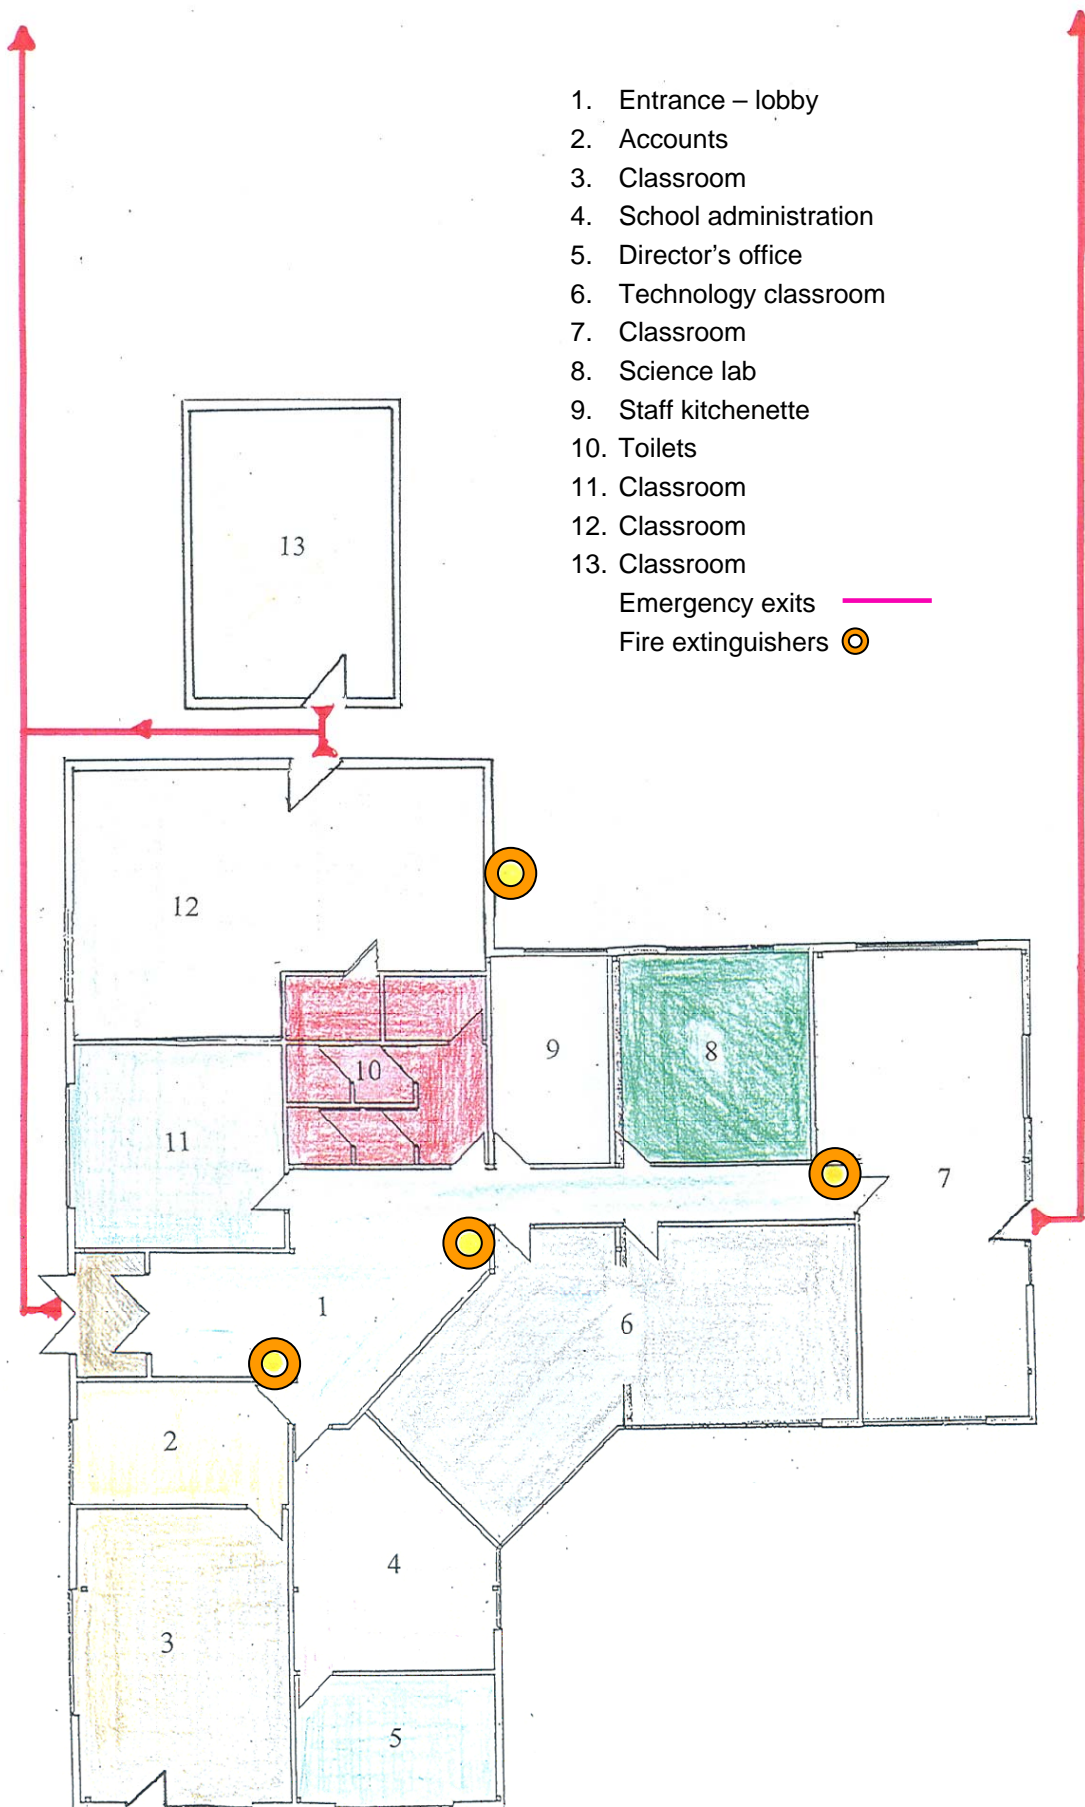 1. Entrance – lobby
2. Accounts
3. Classroom
4. School administration
5. Director's office
6. Technology classroom
7. Classroom
8. Science lab
9. Staff kitchenette
10. Toilets
11. Classroom
12. Classroom
13. Classroom
Emergency exits
Fire extinguishers
13
12
9
8
10
11
7
1
6
2
4
3
5